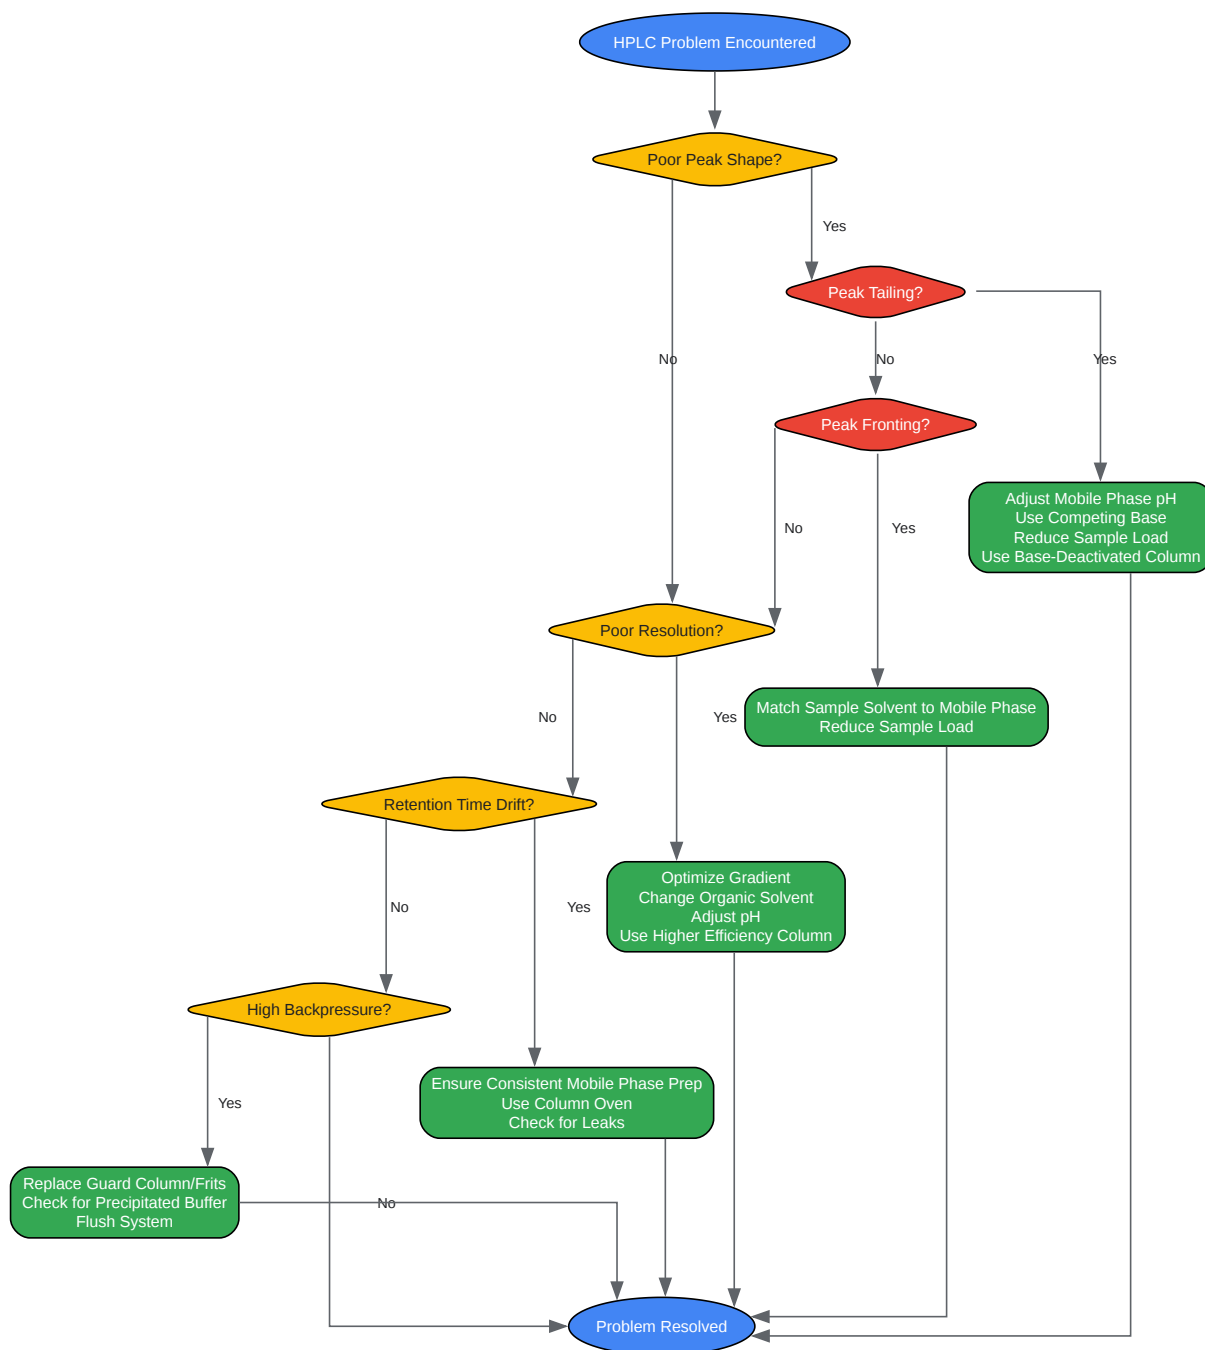 HPLC Problem Encountered
Poor Peak Shape?
Yes
Peak Tailing?
No
No
Yes
Peak Fronting?
Adjust Mobile Phase pH
Use Competing Base
Reduce Sample Load
Use Base-Deactivated Column
No
Yes
Poor Resolution?
Match Sample Solvent to Mobile Phase
Reduce Sample Load
No
Yes
Retention Time Drift?
Optimize Gradient
Change Organic Solvent
Adjust pH
Use Higher Efficiency Column
No
Yes
High Backpressure?
Ensure Consistent Mobile Phase Prep
Use Column Oven
Check for Leaks
Yes
Replace Guard Column/Frits
Check for Precipitated Buffer
Flush System
No
Problem Resolved